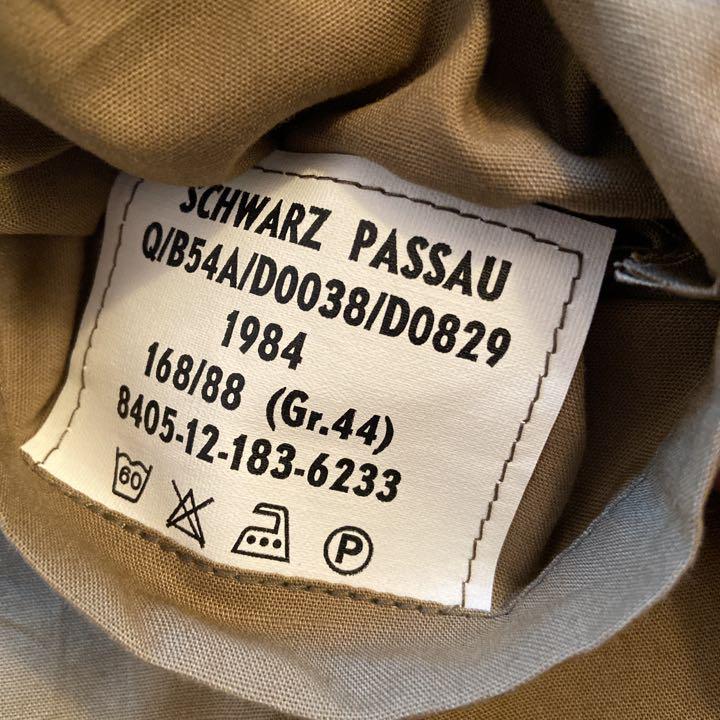 SCHWARZ PASSAU
Q/B54A/D0038/D0829
1984
168/88 (Gr.44)
8405-12-183-6233
60 P